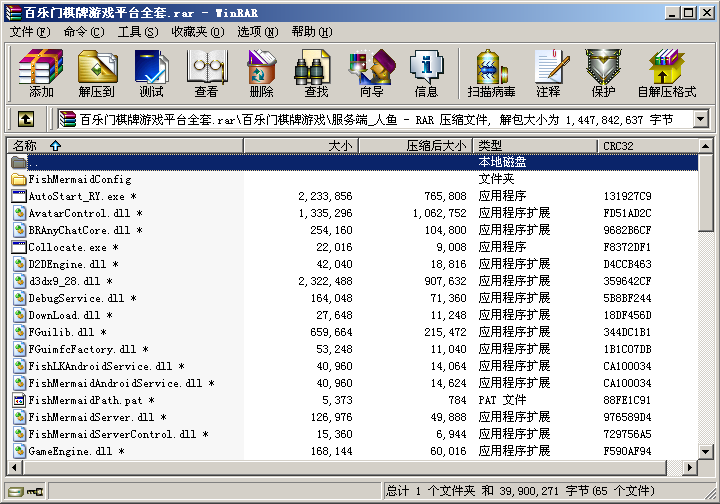 百乐门棋牌游戏平台全套.rar - WinRAR
文件(F) 命令(C) 工具(S) 收藏夹(O) 选项(N) 帮助(H)
添加 解压到 测试 查看 删除 查找 向导 信息 扫描病毒 注释 保护 自解压格式
百乐门棋牌游戏平台全套.rar\百乐门棋牌游戏\服务端_人鱼 - RAR 压缩文件, 解包大小为 1,447,842,637 字节
名称 大小 压缩后大小 类型 CRC32
.. 本地磁盘
FishMermaidConfig 文件夹
AutoStart_RY.exe * 2,233,856 765,808 应用程序 131927C9
AvatarControl.dll * 1,335,296 1,062,752 应用程序扩展 FD51AD2C
BRAnyChatCore.dll * 254,160 104,800 应用程序扩展 9682B6CF
Collocate.exe * 22,016 9,008 应用程序 F8372DF1
D2DEngine.dll * 42,040 18,816 应用程序扩展 D4CCB463
d3dx9_28.dll * 2,322,488 907,632 应用程序扩展 359642CF
DebugService.dll * 164,048 71,360 应用程序扩展 5B8BF244
DownLoad.dll * 27,648 11,248 应用程序扩展 18DF456D
FGuilib.dll * 659,664 215,472 应用程序扩展 344DC1B1
FGuimfcFactory.dll * 53,248 11,040 应用程序扩展 1B1C07DB
FishLKAndroidService.dll * 40,960 14,064 应用程序扩展 CA100034
FishMermaidAndroidService.dll * 40,960 14,624 应用程序扩展 CA100034
FishMermaidPath.pat * 5,373 784 PAT 文件 88FE1C91
FishMermaidServer.dll * 126,976 49,888 应用程序扩展 976589D4
FishMermaidServerControl.dll * 15,360 6,944 应用程序扩展 729756A5
GameEngine.dll * 168,144 60,016 应用程序扩展 F590AF94
总计 1 个文件夹 和 39,900,271 字节(65 个文件)